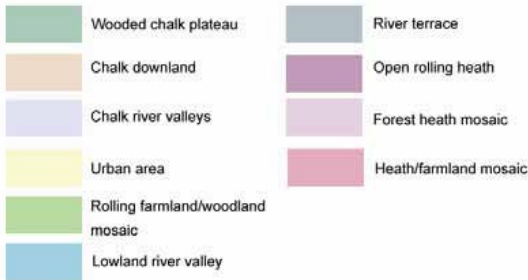 Wooded chalk plateau
Chalk downland
Chalk river valleys
Urban area
Rolling farmland/woodland
mosaic
Lowland river valley
River terrace
Open rolling heath
Forest heath mosaic
Heath/farmland mosaic